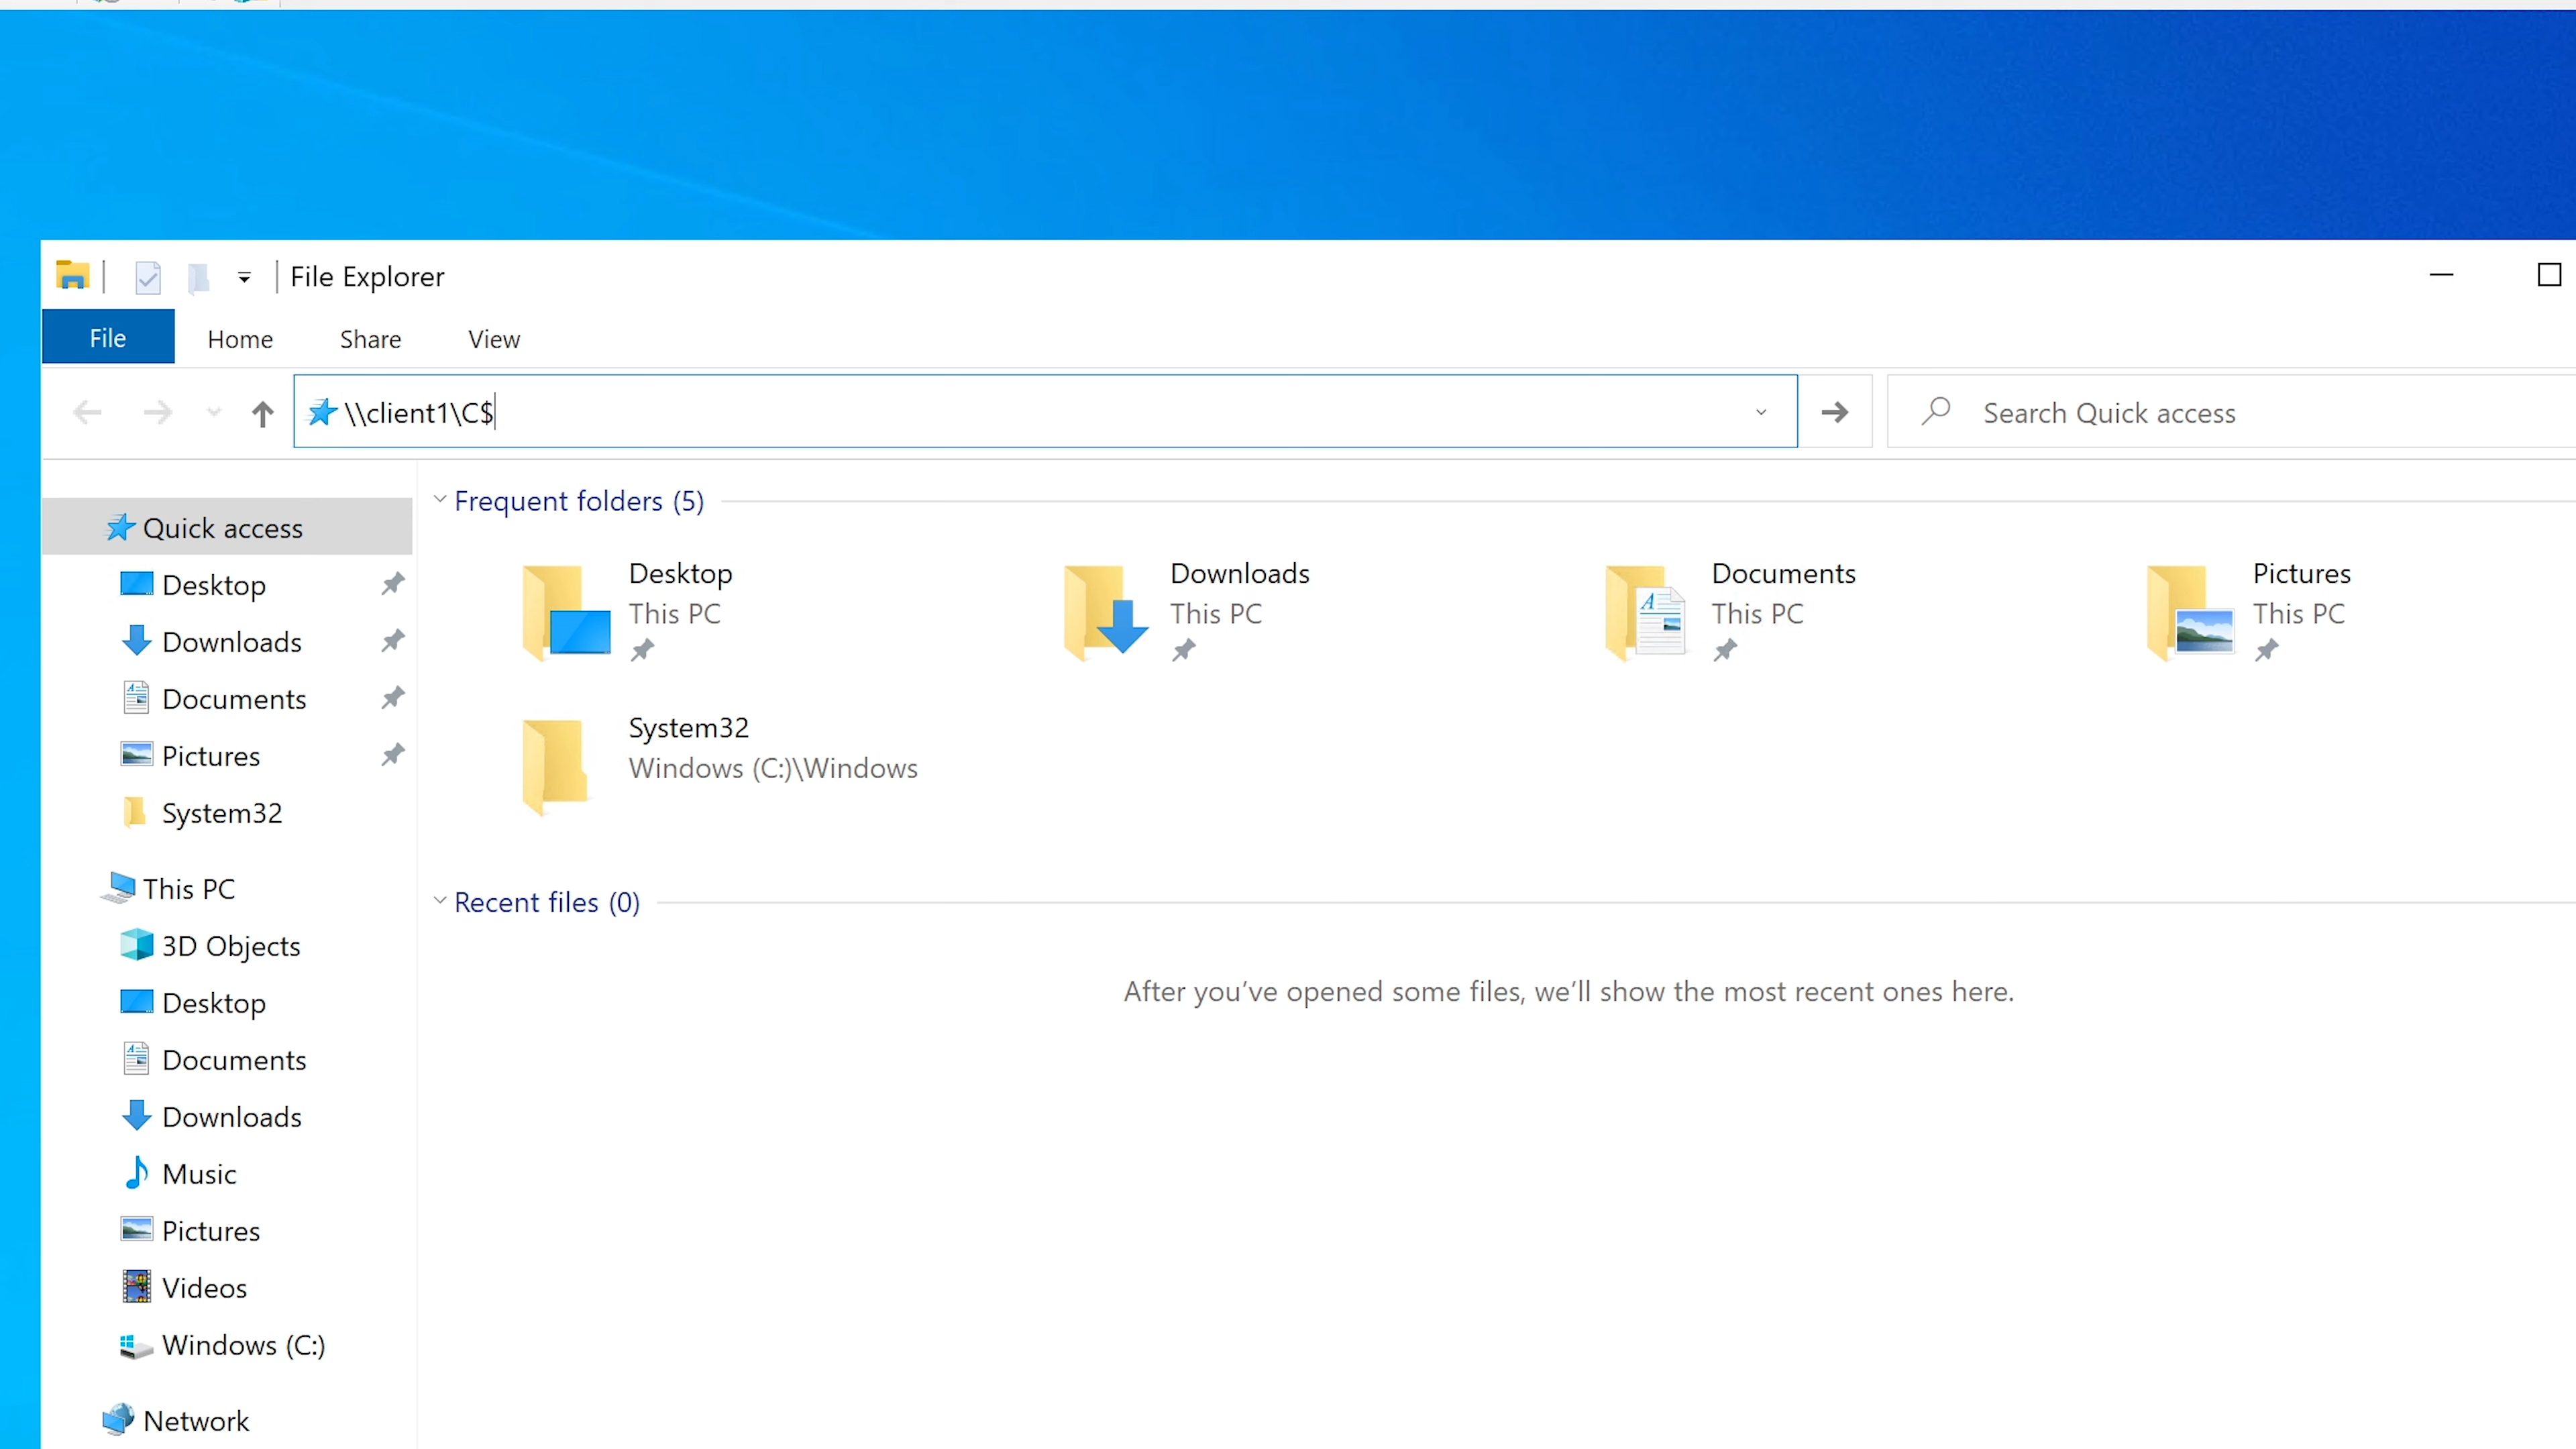 File Explorer
File Home Share View
\\client1\C$
Search Quick access
Quick access
Desktop
Downloads
Documents
Pictures
System32
This PC
3D Objects
Desktop
Documents
Downloads
Music
Pictures
Videos
Windows (C:)
Network
Frequent folders (5)
Desktop
This PC
Downloads
This PC
Documents
This PC
Pictures
This PC
System32
Windows (C:)\Windows
Recent files (0)
After you’ve opened some files, we’ll show the most recent ones here.